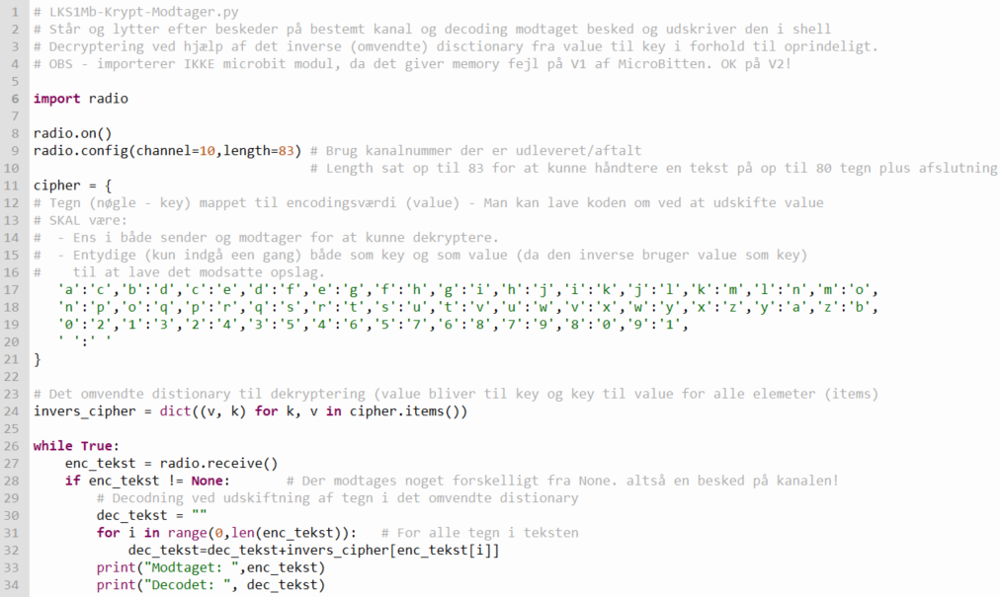 1 # LKS1Mb-Krypt-Modtager.py
2 # Står og lytter efter beskeder på bestemt kanal og decoding modtaget besked og udskriver den i shell
3 # Decryptering ved hjælp af det inverse (omvendte) disctionary fra value til key i forhold til oprindeligt.
4 # OBS - importerer IKKE microbit modul, da det giver memory fejl på V1 af MicroBitten. OK på V2!
5
6 import radio
7
8 radio.on()
9 radio.config(channel=10,length=83) # Brug kanalnummer der er udleveret/aftalt
10 # Length sat op til 83 for at kunne håndtere en tekst på op til 80 tegn plus afslutning
11 cipher = {
12 # Tegn (nøgle - key) mappet til encodingsværdi (value) - Man kan lave koden om ved at udskifte value
13 # SKAL være:
14 #  - Ens i både sender og modtager for at kunne dekryptere.
15 #  - Entydige (kun indgå een gang) både som key og som value (da den inverse bruger value som key)
16 #    til at lave det modsatte opslag.
17    'a':'c','b':'d','c':'e','d':'f','e':'g','f':'h','g':'i','h':'j','i':'k','j':'l','k':'m','l':'n','m':'o',
18    'n':'p','o':'q','p':'r','q':'s','r':'t','s':'u','t':'v','u':'w','v':'x','w':'y','x':'z','y':'a','z':'b',
19    '0':'2','1':'3','2':'4','3':'5','4':'6','5':'7','6':'8','7':'9','8':'0','9':'1',
20    ' ':' '
21 }
22
23 # Det omvendte distionary til dekryptering (value bliver til key og key til value for alle elemeter (items)
24 invers_cipher = dict((v, k) for k, v in cipher.items())
25
26 while True:
27     enc_tekst = radio.receive()
28     if enc_tekst != None:       # Der modtages noget forskelligt fra None. altså en besked på kanalen!
29         # Decodning ved udskiftning af tegn i det omvendte distionary
30         dec_tekst = ""
31         for i in range(0,len(enc_tekst)):   # For alle tegn i teksten
32             dec_tekst=dec_tekst+invers_cipher[enc_tekst[i]]
33         print("Modtaget: ",enc_tekst)
34         print("Decodet: ", dec_tekst)